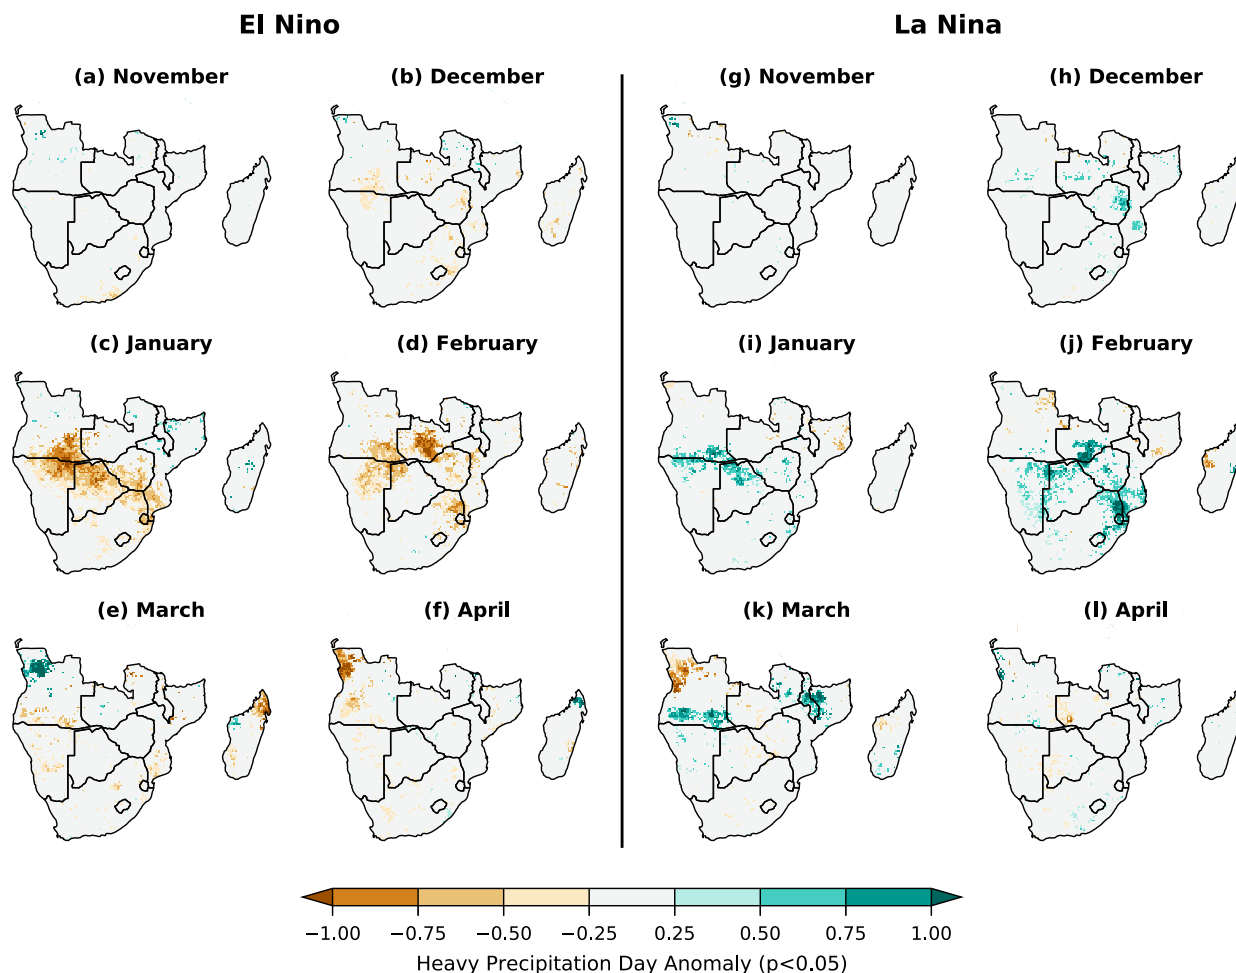 El Nino
La Nina
(a) November
(b) December
(g) November
(h) December
(c) January
(d) February
(i) January
(j) February
(e) March
(f) April
(k) March
(l) April
−1.00 −0.75 −0.50 −0.25 0.25 0.50 0.75 1.00
Heavy Precipitation Day Anomaly (p<0.05)